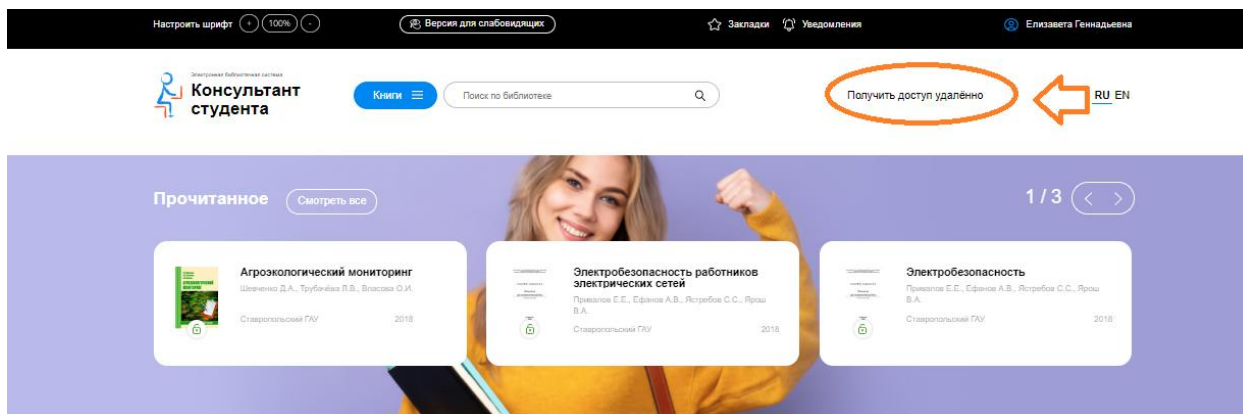 Настроить шрифт + 100% -
Версия для слабовидящих
Закладки
Уведомления
Елизавета Геннадьевна
Электронная библиотечная система
Консультант
студента
Книги
Поиск по библиотеке
Получить доступ удалённо
RU EN
Прочитанное
Смотреть все
1 / 3
Агроэкологический мониторинг
Шевченко Д.А., Трубачёва Л.В., Власова О.И.
Ставропольский ГАУ 2018
Электробезопасность работников
электрических сетей
Привалов Е.Е., Ефанов А.В., Ястребов С.С., Ярош
В.А.
Ставропольский ГАУ 2018
Электробезопасность
Привалов Е.Е., Ефанов А.В., Ястребов С.С., Ярош
В.А.
Ставропольский ГАУ 2018